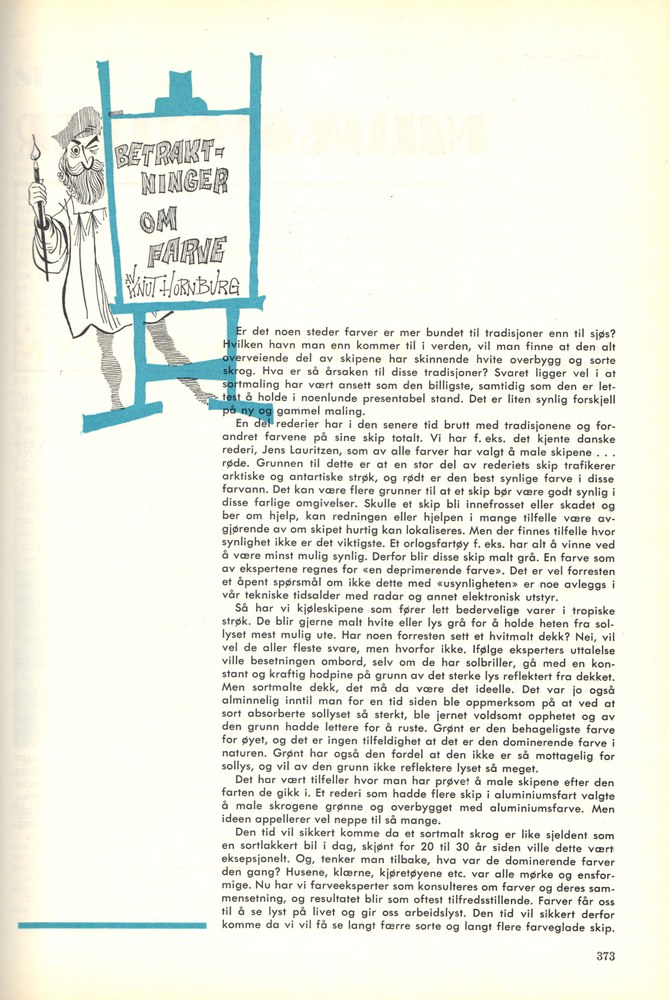 BETRAKT-
NINGER
OM
FARVE
AV
KNUT HORNBURG
Er det noen steder farver er mer bundet til tradisjoner enn til sjøs?
Hvilken havn man enn kommer til i verden, vil man finne at den alt
overveiende del av skipene har skinnende hvite overbygg og sorte
skrog. Hva er så årsaken til disse tradisjoner? Svaret ligger vel i at
sortmaling har vært ansett som den billigste, samtidig som den er let-
test å holde i noenlunde presentabel stand. Det er liten synlig forskjell
på ny og gammel maling.
En del rederier har i den senere tid brutt med tradisjonene og for-
andret farvene på sine skip totalt. Vi har f. eks. det kjente danske
rederi, Jens Lauritzen, som av alle farver har valgt å male skipene . . .
røde. Grunnen til dette er at en stor del av rederiets skip trafikerer
arktiske og antartiske strøk, og rødt er den best synlige farve i disse
farvann. Det kan være flere grunner til at et skip bør være godt synlig i
disse farlige omgivelser. Skulle et skip bli innefrosset eller skadet og
ber om hjelp, kan redningen eller hjelpen i mange tilfelle være av-
gjørende av om skipet hurtig kan lokaliseres. Men der finnes tilfelle hvor
synlighet ikke er det viktigste. Et orlogsfartøy f. eks. har alt å vinne ved
å være minst mulig synlig. Derfor blir disse skip malt grå. En farve som
av ekspertene regnes for «en deprimerende farve». Det er vel forresten
et åpent spørsmål om ikke dette med «usynligheten» er noe avleggs i
vår tekniske tidsalder med radar og annet elektronisk utstyr.
Så har vi kjøleskipene som fører lett bedervelige varer i tropiske
strøk. De blir gjerne malt hvite eller lys grå for å holde heten fra sol-
lyset mest mulig ute. Har noen forresten sett et hvitmalt dekk? Nei, vil
vel de aller fleste svare, men hvorfor ikke. Ifølge eksperters uttalelse
ville besetningen ombord, selv om de har solbriller, gå med en kon-
stant og kraftig hodpine på grunn av det sterke lys reflektert fra dekket.
Men sortmalte dekk, det må da være det ideelle. Det var jo også
alminnelig inntil man for en tid siden ble oppmerksom på at ved at
sort absorberte sollyset så sterkt, ble jernet voldsomt opphetet og av
den grunn hadde lettere for å ruste. Grønt er den behageligste farve
for øyet, og det er ingen tilfeldighet at det er den dominerende farve i
naturen. Grønt har også den fordel at den ikke er så mottagelig for
sollys, og vil av den grunn ikke reflektere lyset så meget.
Det har vært tilfeller hvor man har prøvet å male skipene efter den
farten de gikk i. Et rederi som hadde flere skip i aluminiumsfart valgte
å male skrogene grønne og overbygget med aluminiumsfarve. Men
ideen appellerer vel neppe til så mange.
Den tid vil sikkert komme da et sortmalt skrog er like sjeldent som
en sortlakkert bil i dag, skjønt for 20 til 30 år siden ville dette vært
eksepsjonelt. Og, tenker man tilbake, hva var de dominerende farver
den gang? Husene, klærne, kjøretøyene etc. var alle mørke og ensfor-
mige. Nu har vi farveeksperter som konsulteres om farver og deres sam-
mensetning, og resultatet blir som oftest tilfredsstillende. Farver får oss
til å se lyst på livet og gir oss arbeidslyst. Den tid vil sikkert derfor
komme da vi vil få se langt færre sorte og langt flere farveglade skip.
373